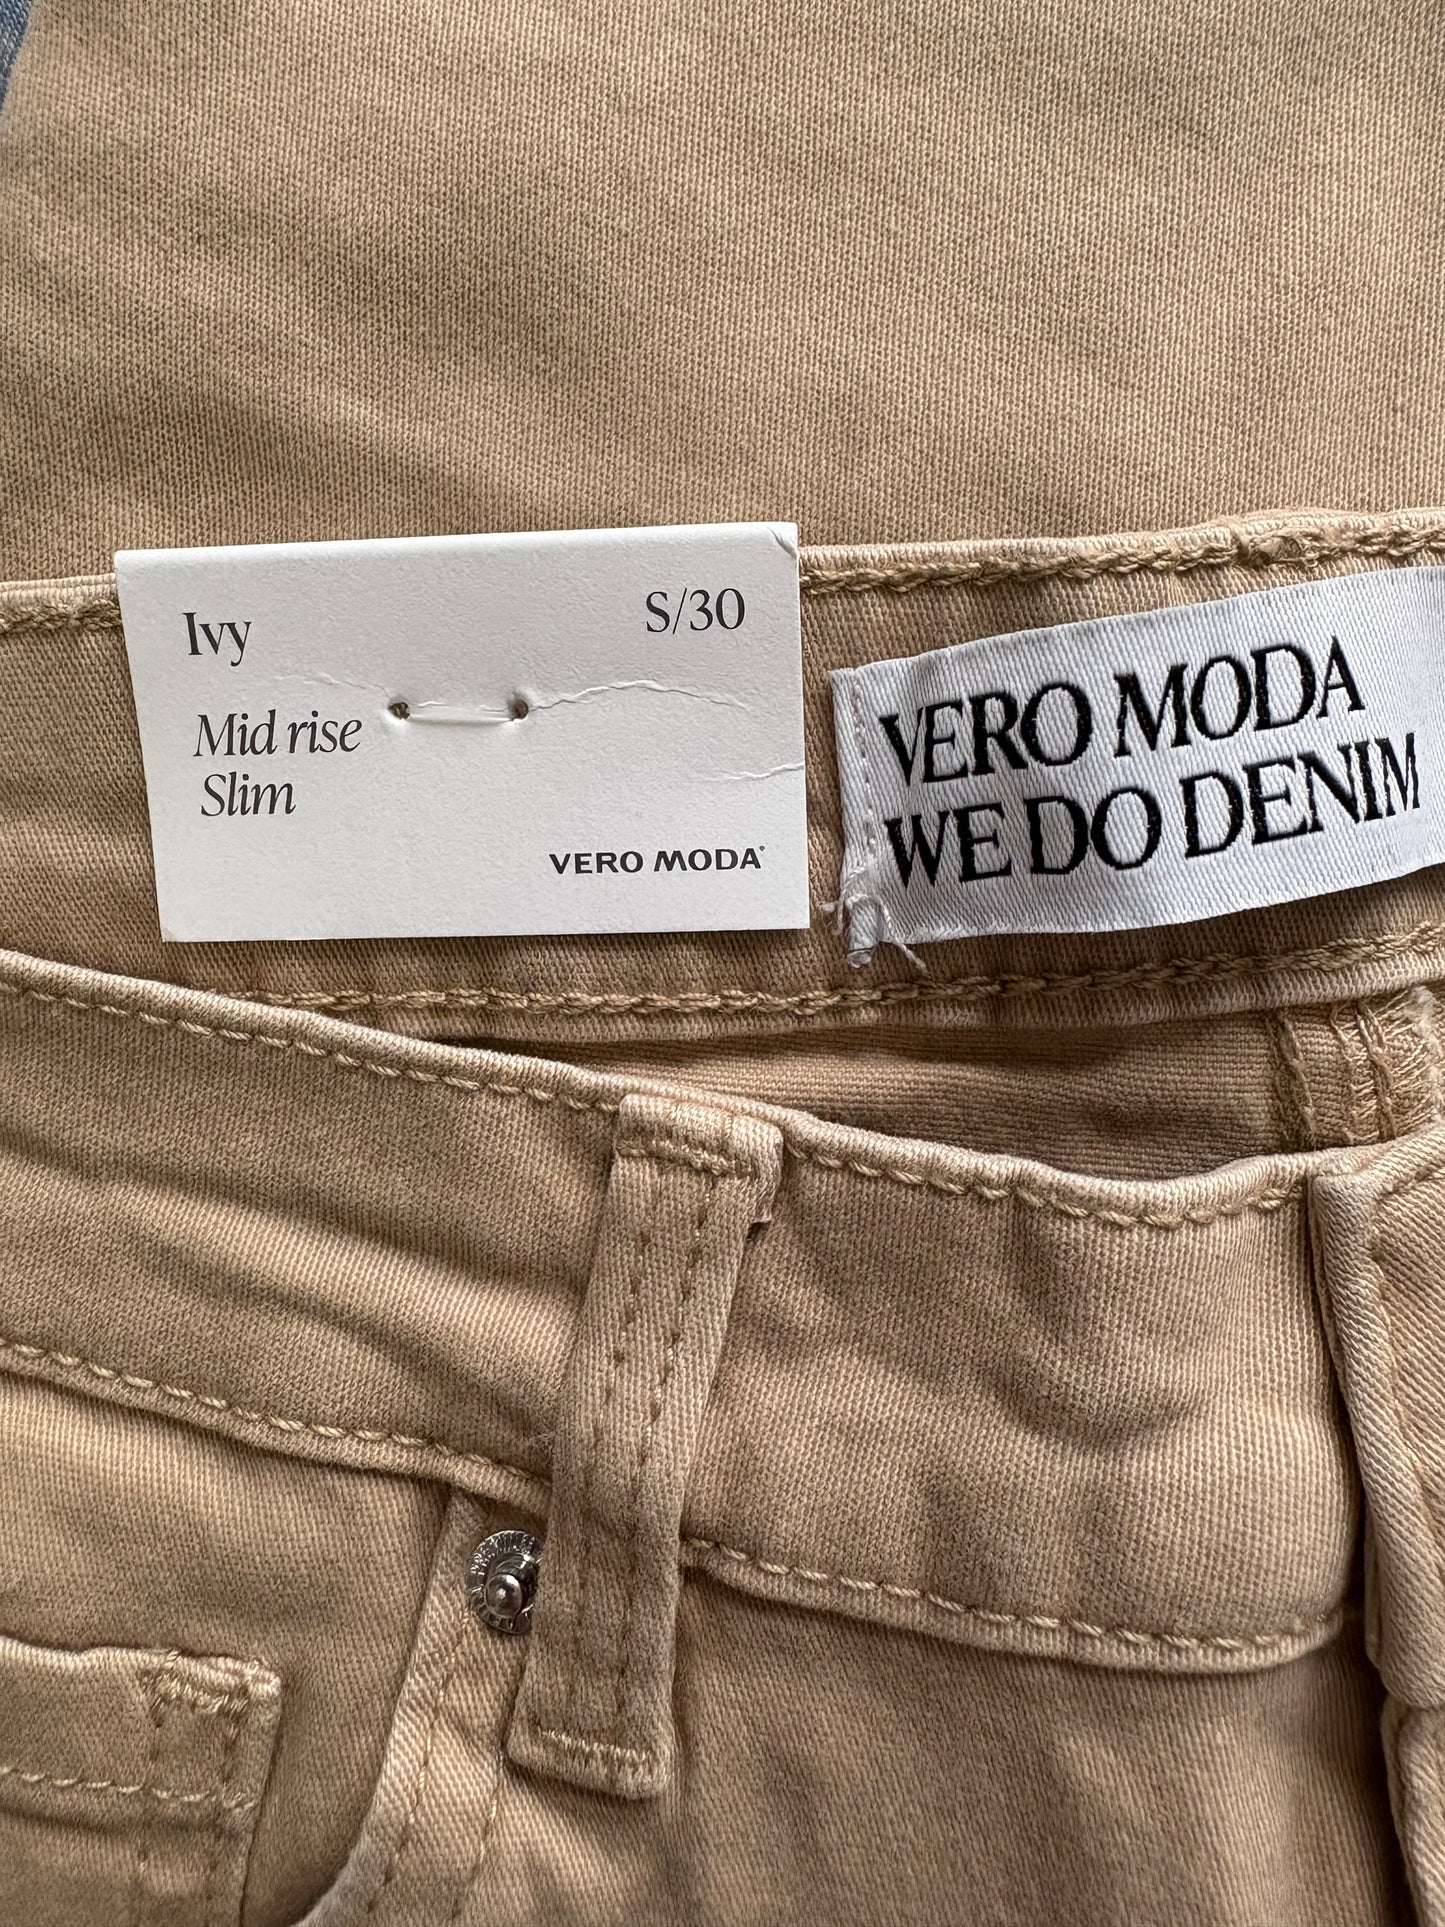 Ivy
S/30
Mid rise
Slim
VERO MODA®
VERO MODA
WE DO DENIM